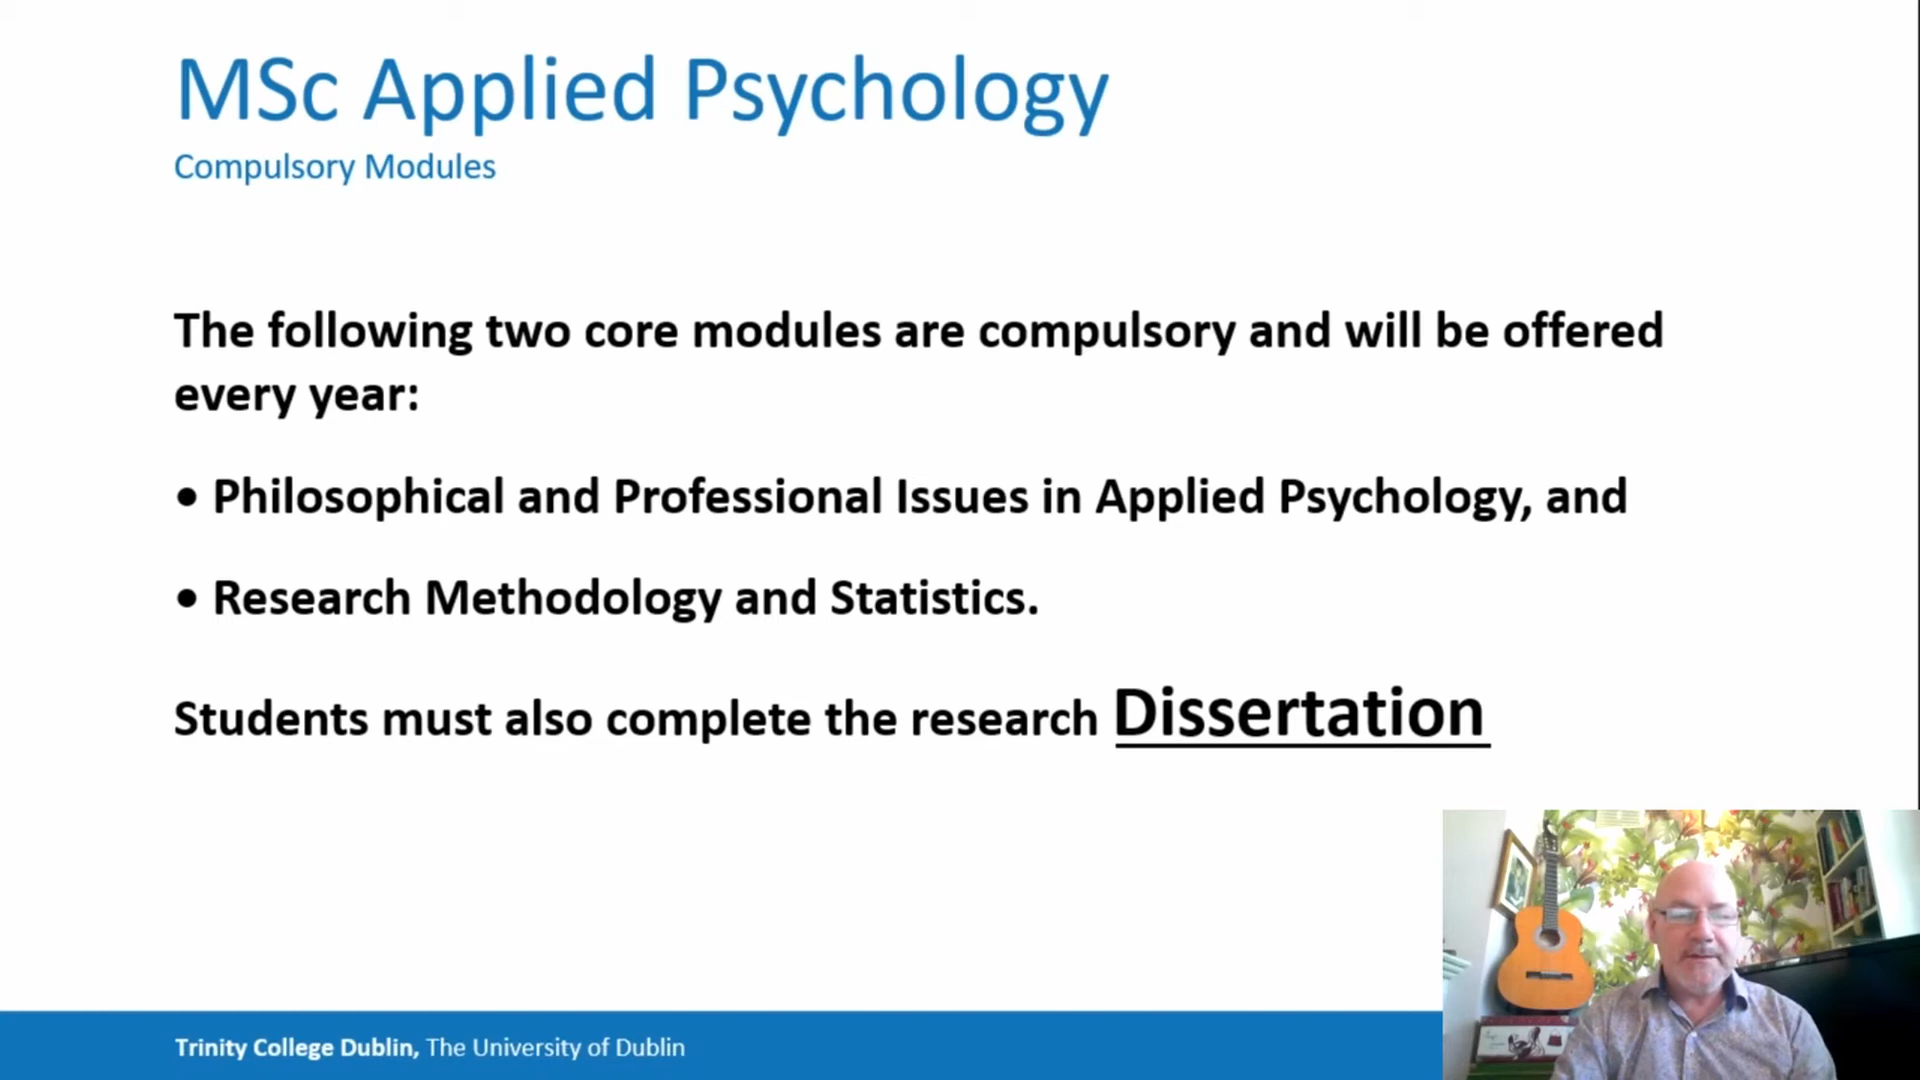 MSc Applied Psychology
Compulsory Modules
The following two core modules are compulsory and will be offered
every year:
• Philosophical and Professional Issues in Applied Psychology, and
• Research Methodology and Statistics.
Students must also complete the research Dissertation
Trinity College Dublin, The University of Dublin